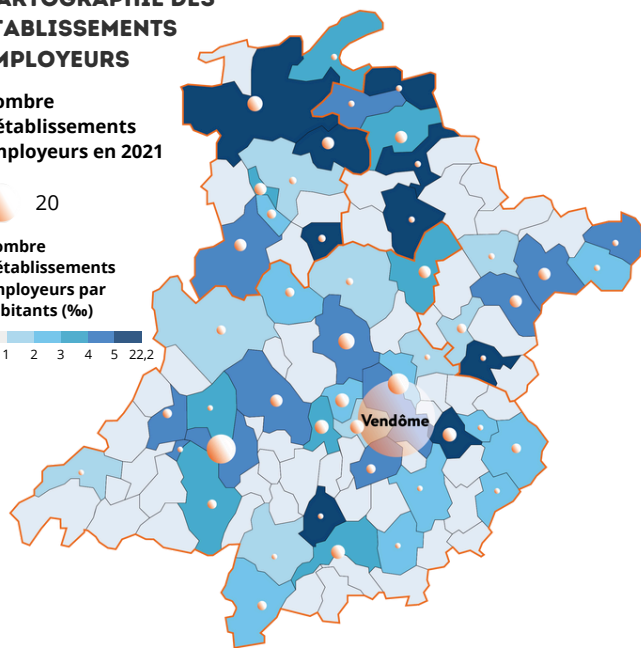 ARTOGRAPHIE DES
TABLISSEMENTS
MPLOYEURS
ombre
établissements
mployeurs en 2021
20
ombre
établissements
mployeurs par
bitants (‰)
1 2 3 4 5 22,2
Vendôme